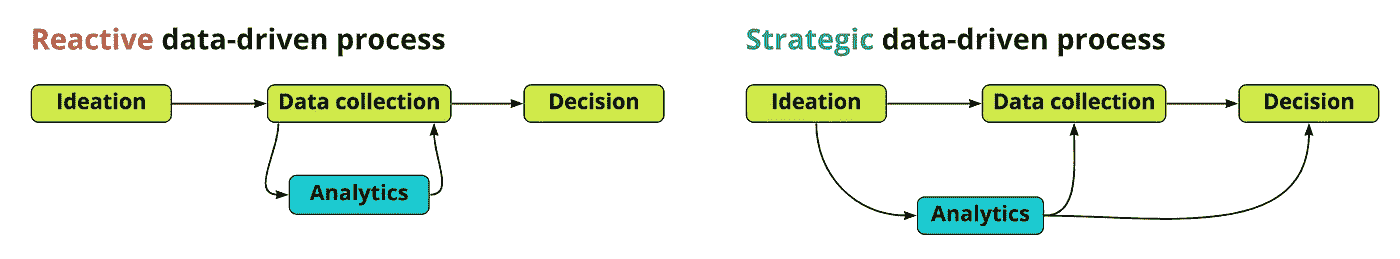 Reactive data-driven process
Ideation
Data collection
Decision
Analytics
Strategic data-driven process
Ideation
Data collection
Decision
Analytics